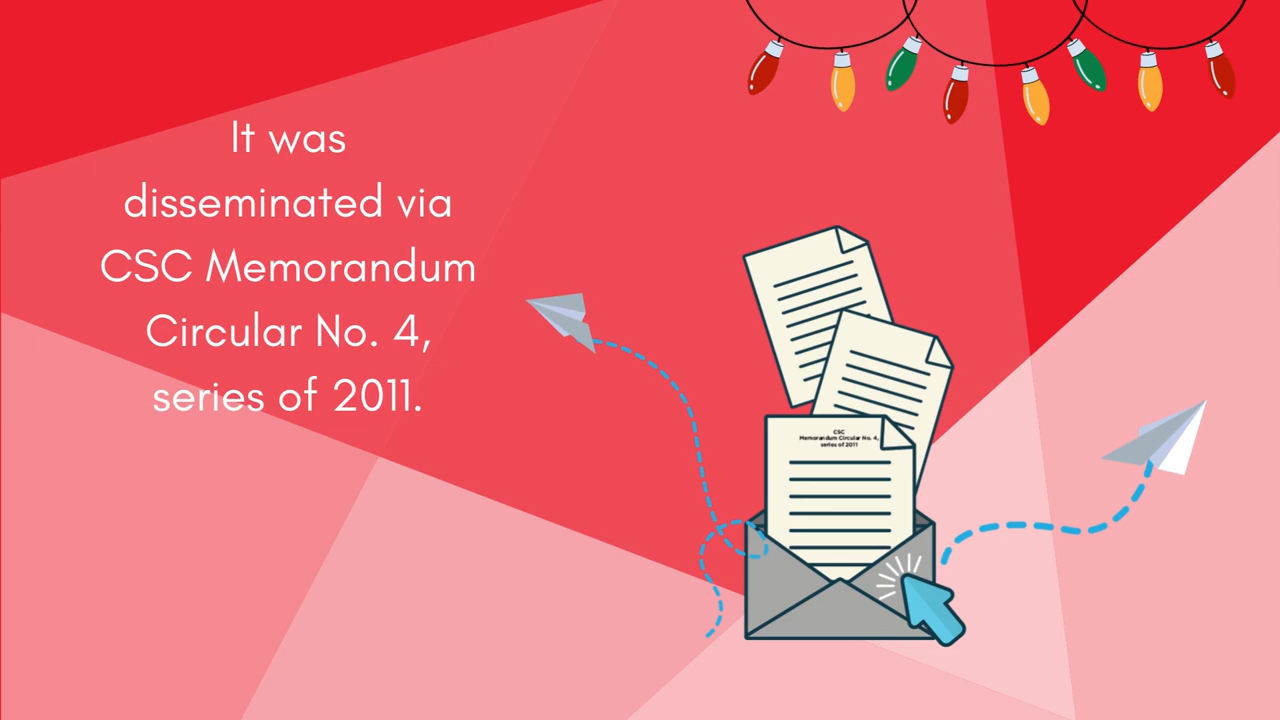 It was
disseminated via
CSC Memorandum
Circular No. 4,
series of 2011.
CSC
Memorandum Circular No. 4,
series of 2011